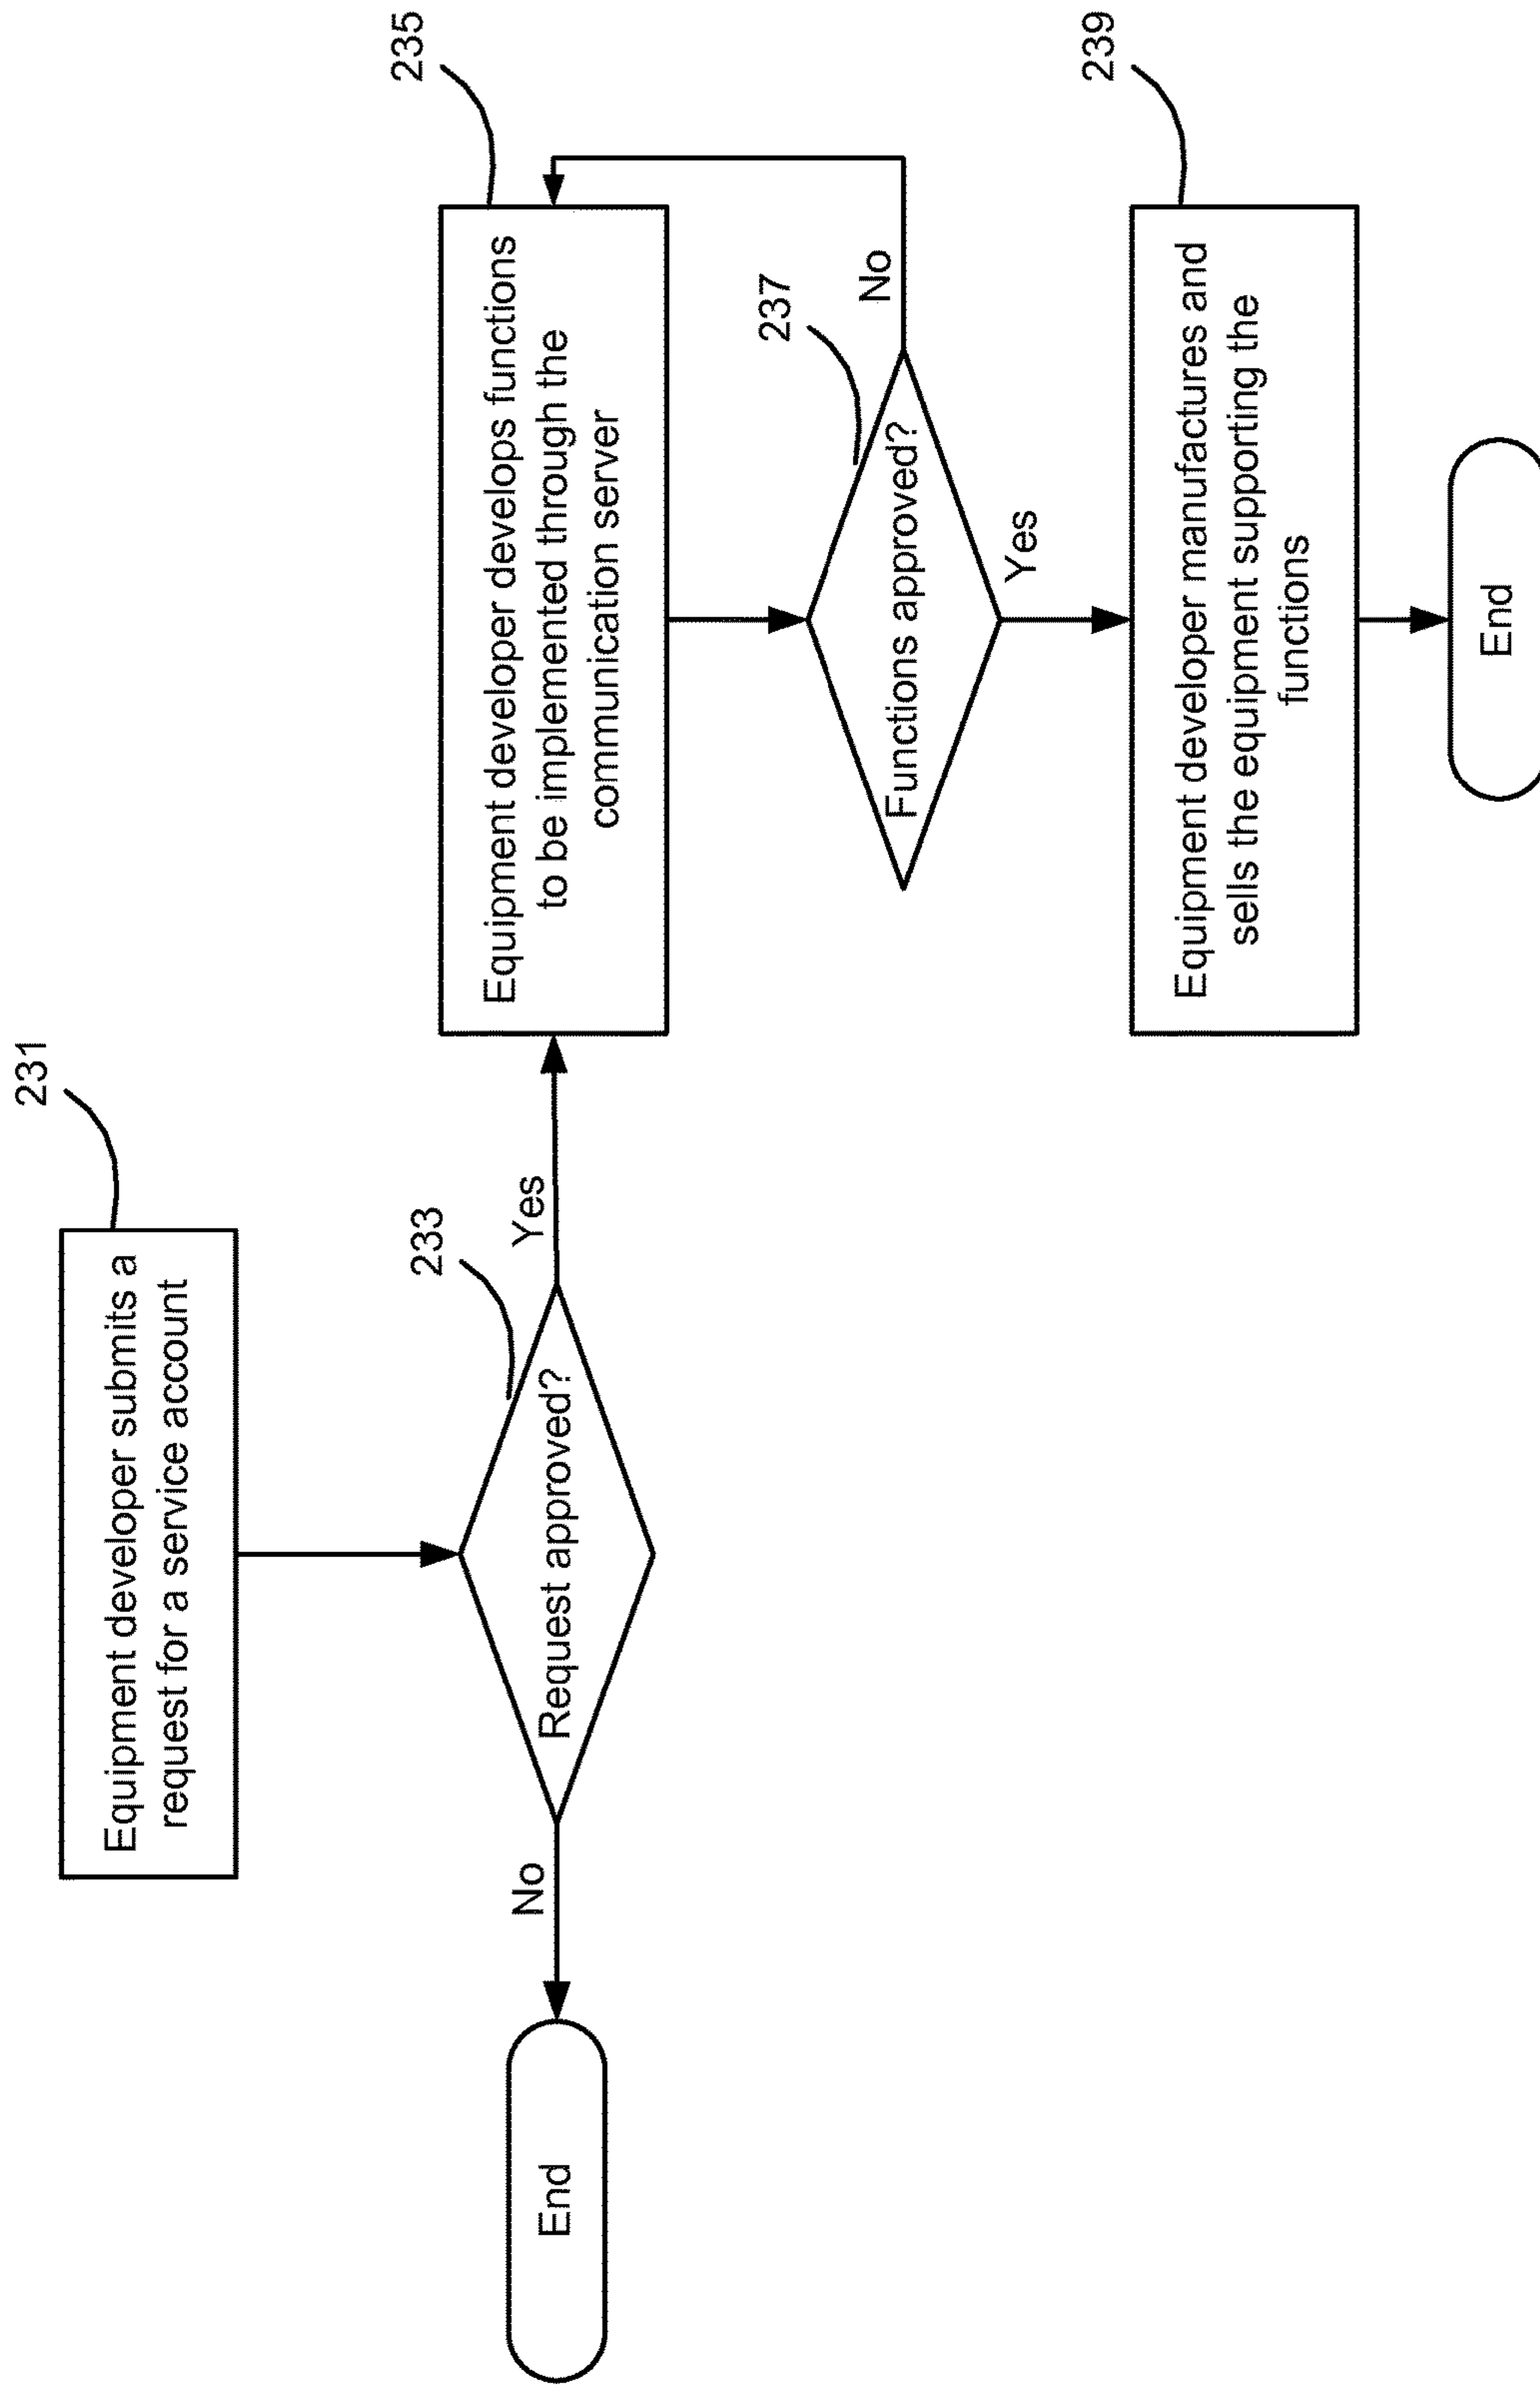 231
Equipment developer submits a
request for a service account
233
Request approved?
No
Yes
End
235
Equipment developer develops functions
to be implemented through the
communication server
237
Functions approved?
No
Yes
239
Equipment developer manufactures and
sells the equipment supporting the
functions
End